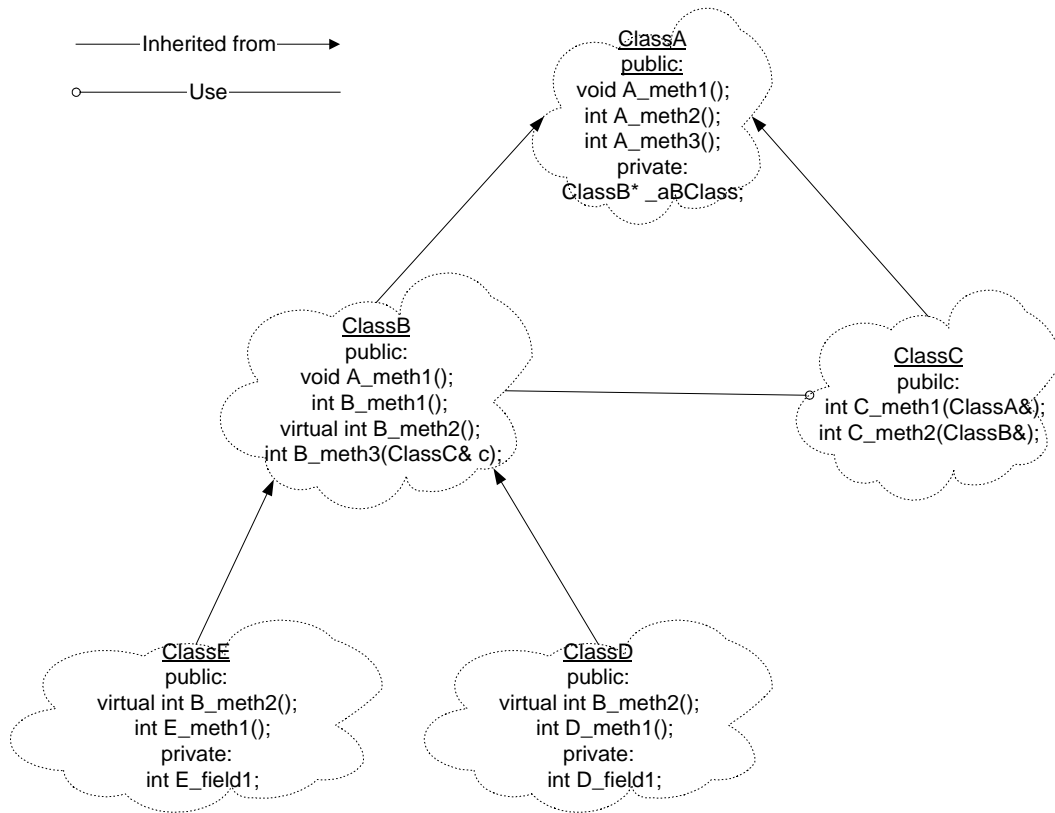 Inherited from
Use
ClassA
public:
void A_meth1();
int A_meth2();
int A_meth3();
private:
ClassB* _aBClass;
ClassB
public:
void A_meth1();
int B_meth1();
virtual int B_meth2();
int B_meth3(ClassC& c);
ClassC
pubilc:
int C_meth1(ClassA&);
int C_meth2(ClassB&);
ClassE
public:
virtual int B_meth2();
int E_meth1();
private:
int E_field1;
ClassD
public:
virtual int B_meth2();
int D_meth1();
private:
int D_field1;